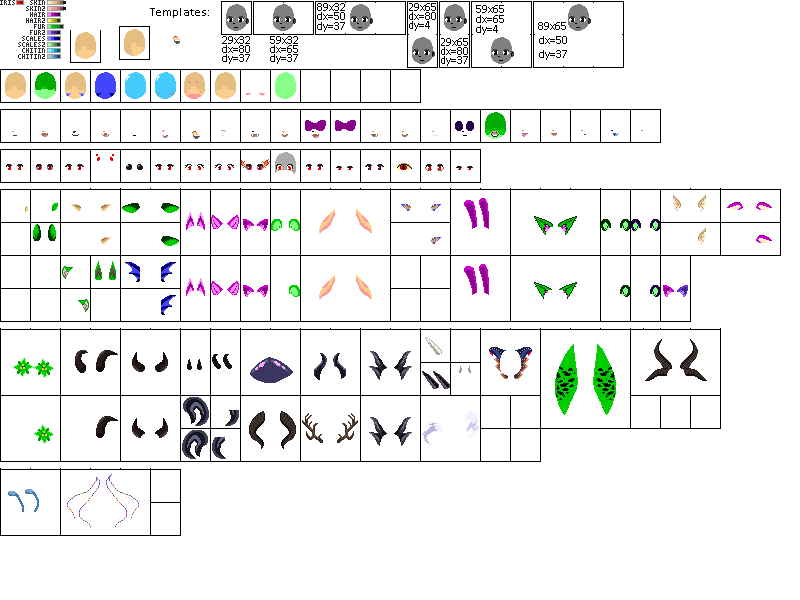 IRIS
SKIN
SKIN2
HAIR
HAIR2
FUR
FUR2
SCALES
SCALES2
CHITIN
CHITIN2
Templates:
29x32
dx=80
dy=37
59x32
dx=65
dy=37
89x32
dx=50
dy=37
29x65
dx=80
dy=4
29x65
dx=80
dy=37
59x65
dx=65
dy=4
89x65
dx=50
dy=37